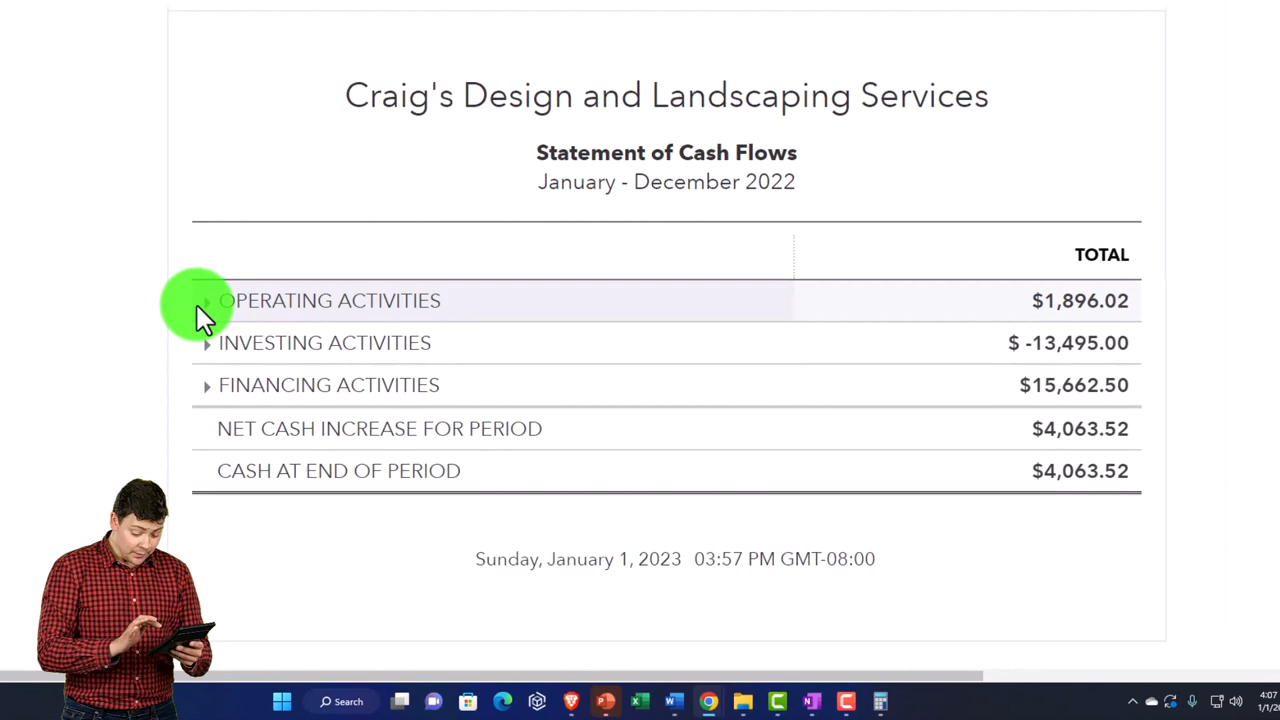 Craig's Design and Landscaping Services
Statement of Cash Flows
January - December 2022
TOTAL
OPERATING ACTIVITIES $1,896.02
INVESTING ACTIVITIES $ -13,495.00
FINANCING ACTIVITIES $15,662.50
NET CASH INCREASE FOR PERIOD $4,063.52
CASH AT END OF PERIOD $4,063.52
Sunday, January 1, 2023 03:57 PM GMT-08:00
Search
4:07